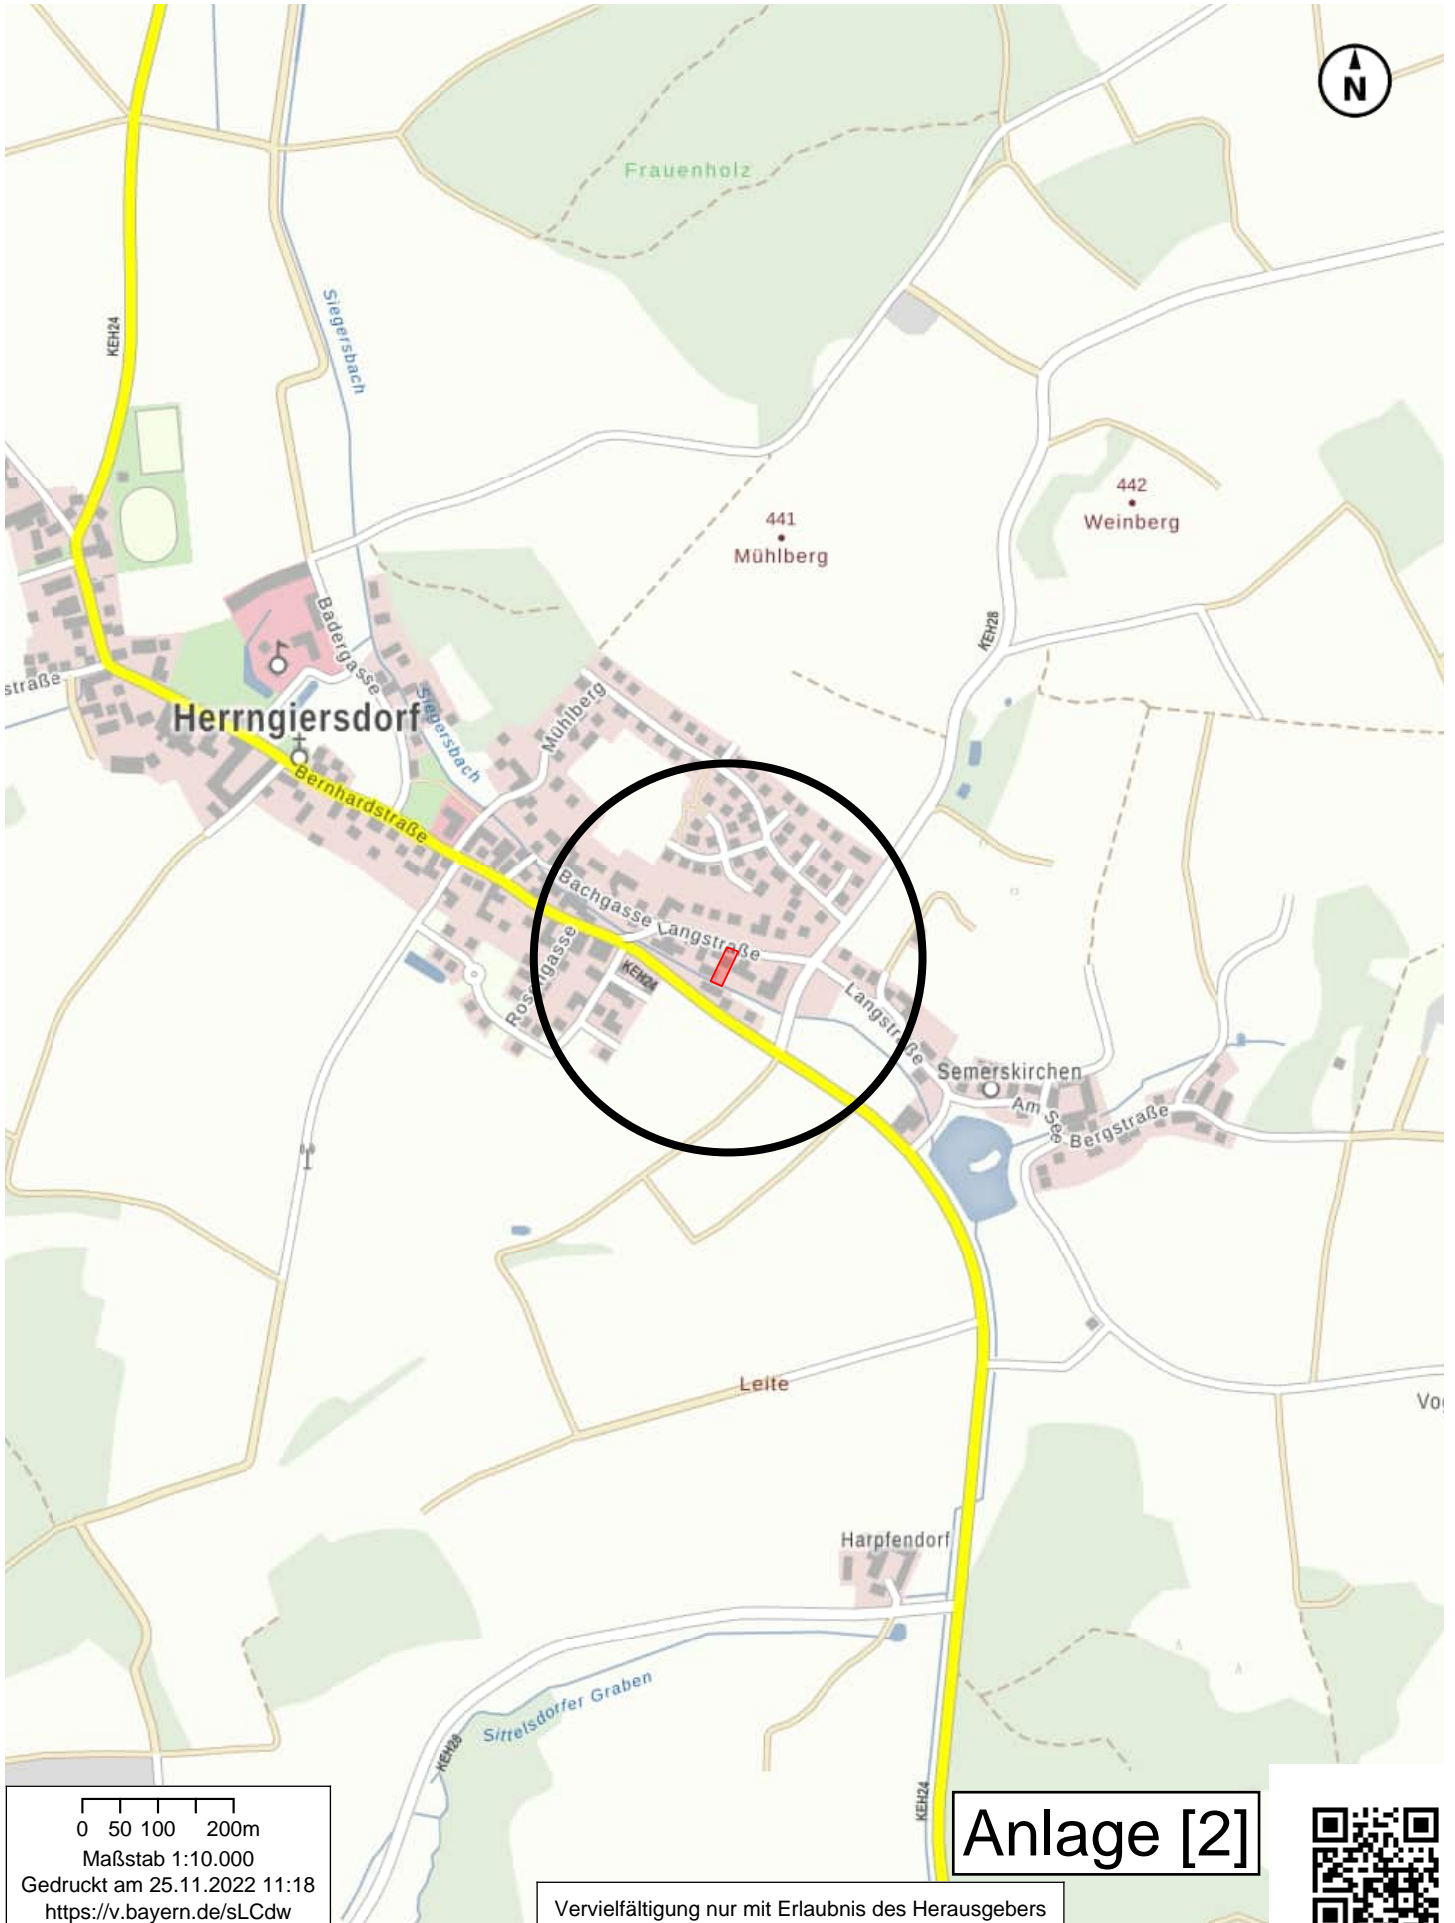 N
Frauenholz
Siegersbach
KEH24
442
Weinberg
441
Mühlberg
KEH28
Badergasse
straße
Siegersbach
Mühlberg
Herrngiersdorf
Bernhardstraße
Bachgasse
Langstraße
Rosengasse
KEH24
Langstraße
Semerskirchen
Am See
Bergstraße
Leite
Vog
Harpfendorf
Sittelsdorfer Graben
KEH28
KEH24
Anlage [2]
0 50 100 200m
Maßstab 1:10.000
Gedruckt am 25.11.2022 11:18
https://v.bayern.de/sLCdw
Vervielfältigung nur mit Erlaubnis des Herausgebers